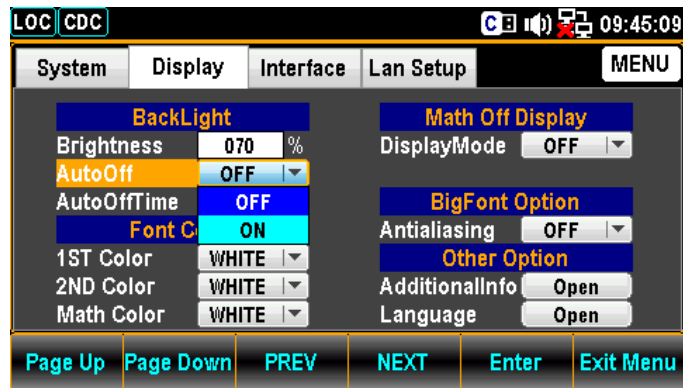 LOC CDC C 09:45:09
System Display Interface Lan Setup MENU
BackLight
Brightness 070 %
AutoOff OFF
AutoOffTime OFF
ON
Font C
1ST Color WHITE
2ND Color WHITE
Math Color WHITE
Math Off Display
DisplayMode OFF
BigFont Option
Antialiasing OFF
Other Option
AdditionalInfo Open
Language Open
Page Up Page Down PREV NEXT Enter Exit Menu